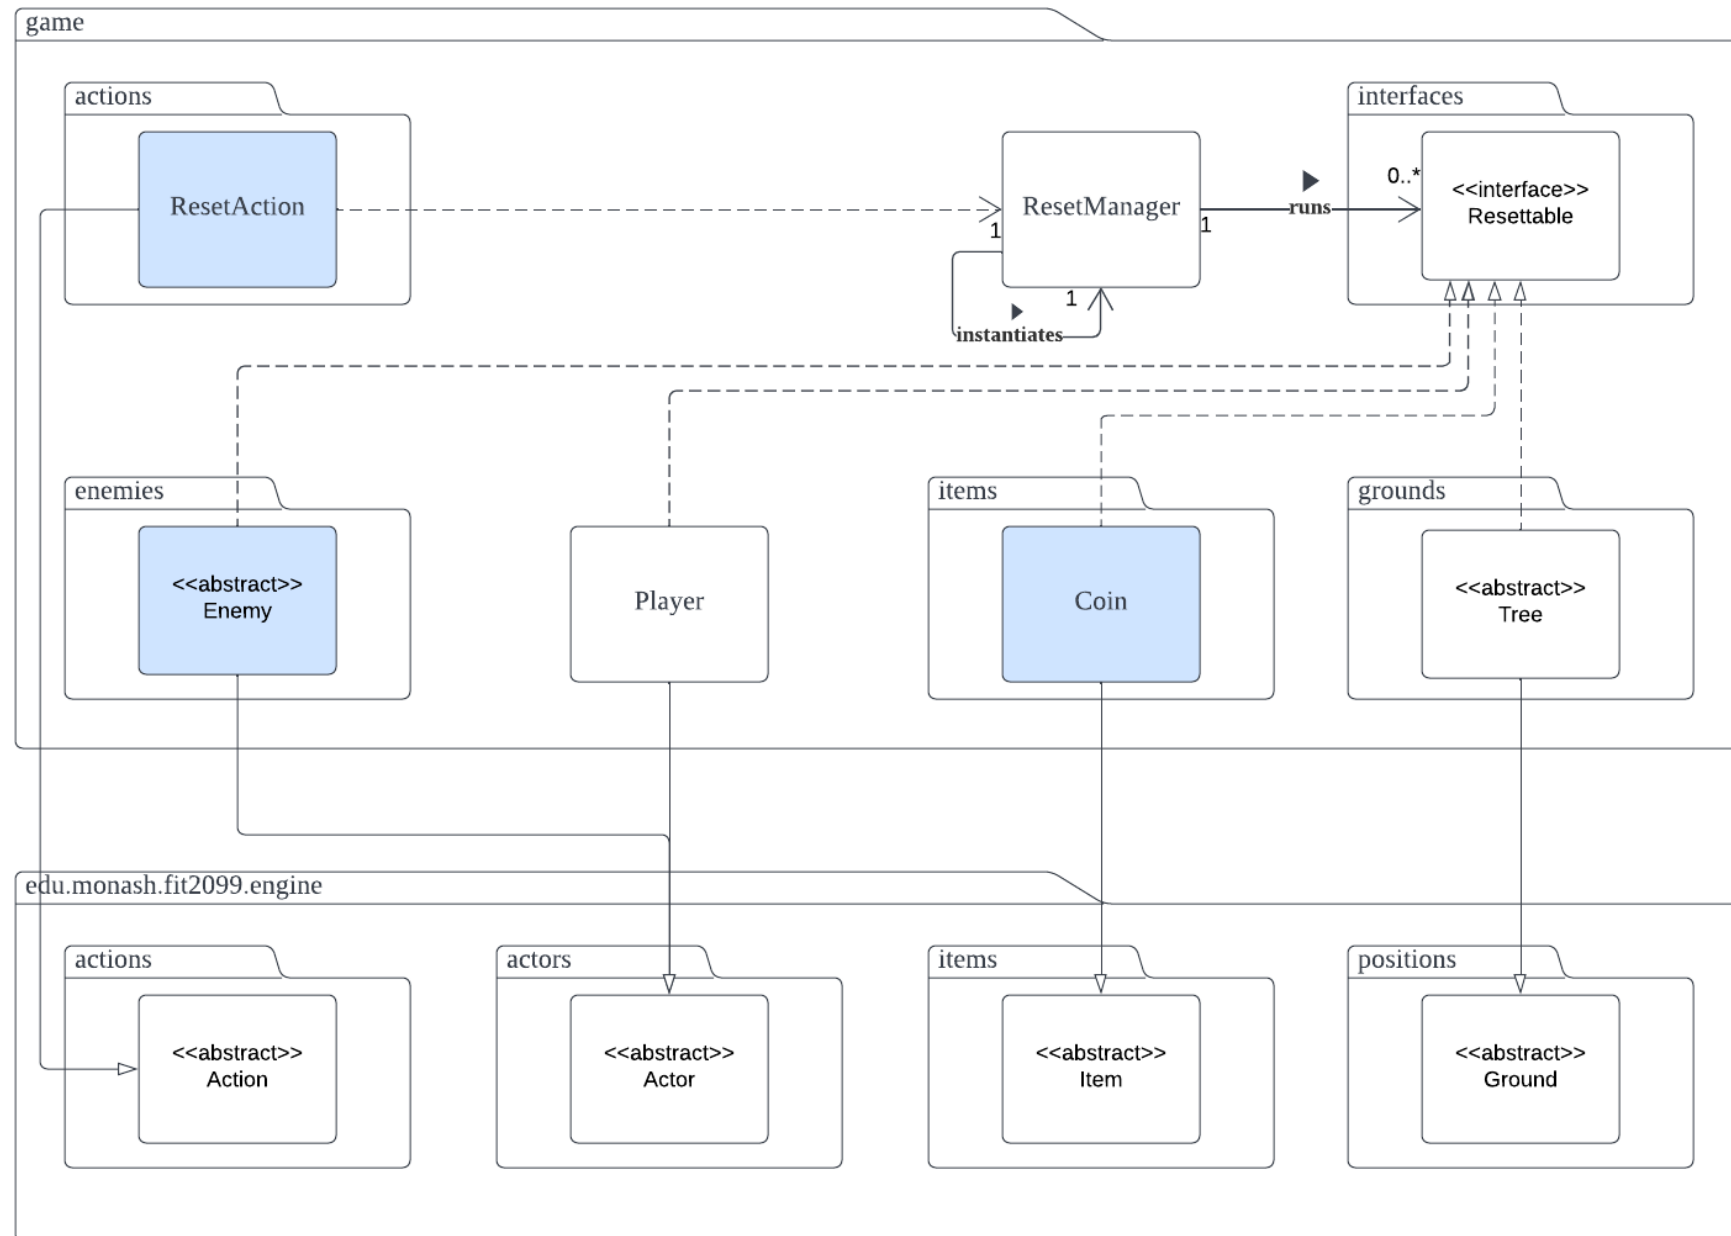 game
actions
interfaces
ResetAction
ResetManager
runs
0..*
<<interface>>
Resettable
1
1
1
instantiates
enemies
items
grounds
<<abstract>>
Enemy
Player
Coin
<<abstract>>
Tree
edu.monash.fit2099.engine
actions
actors
items
positions
<<abstract>>
Action
<<abstract>>
Actor
<<abstract>>
Item
<<abstract>>
Ground